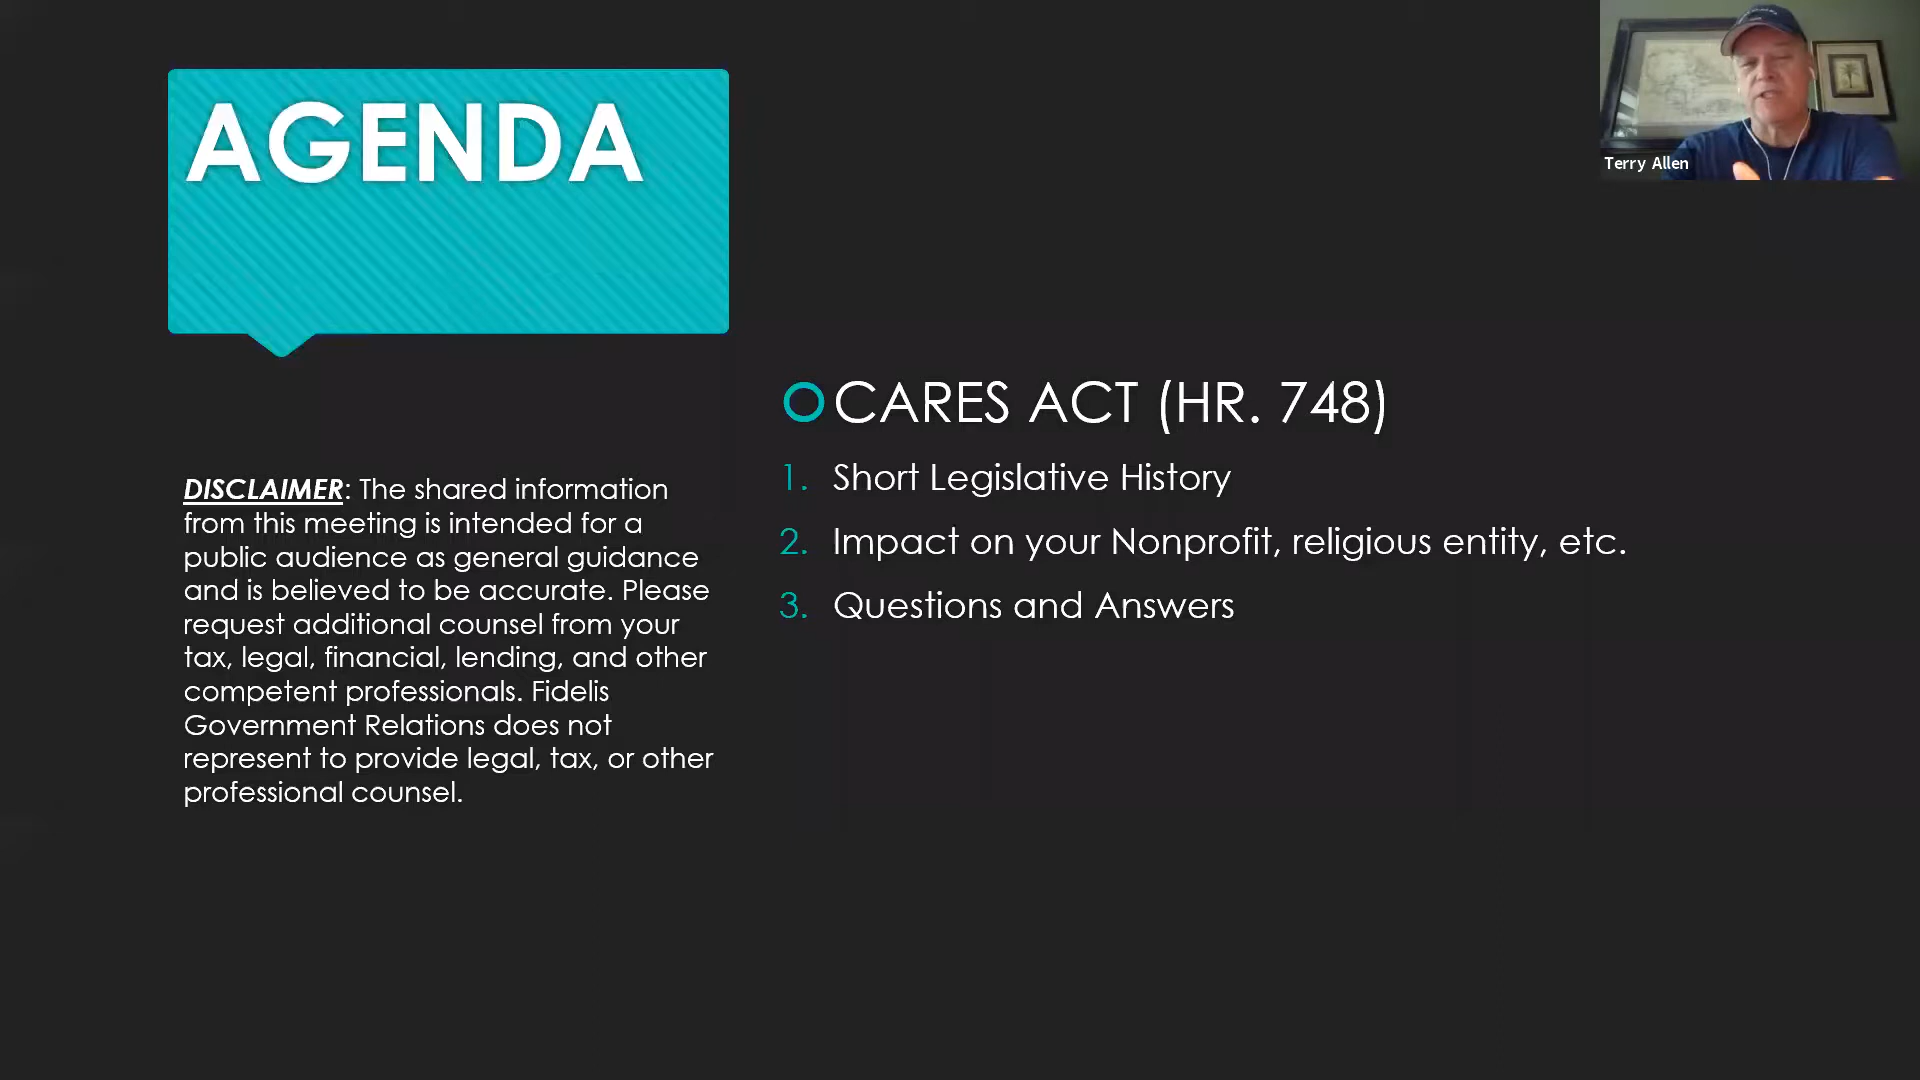 AGENDA
Terry Allen
CARES ACT (HR. 748)
1. Short Legislative History
2. Impact on your Nonprofit, religious entity, etc.
3. Questions and Answers
DISCLAIMER: The shared information
from this meeting is intended for a
public audience as general guidance
and is believed to be accurate. Please
request additional counsel from your
tax, legal, financial, lending, and other
competent professionals. Fidelis
Government Relations does not
represent to provide legal, tax, or other
professional counsel.